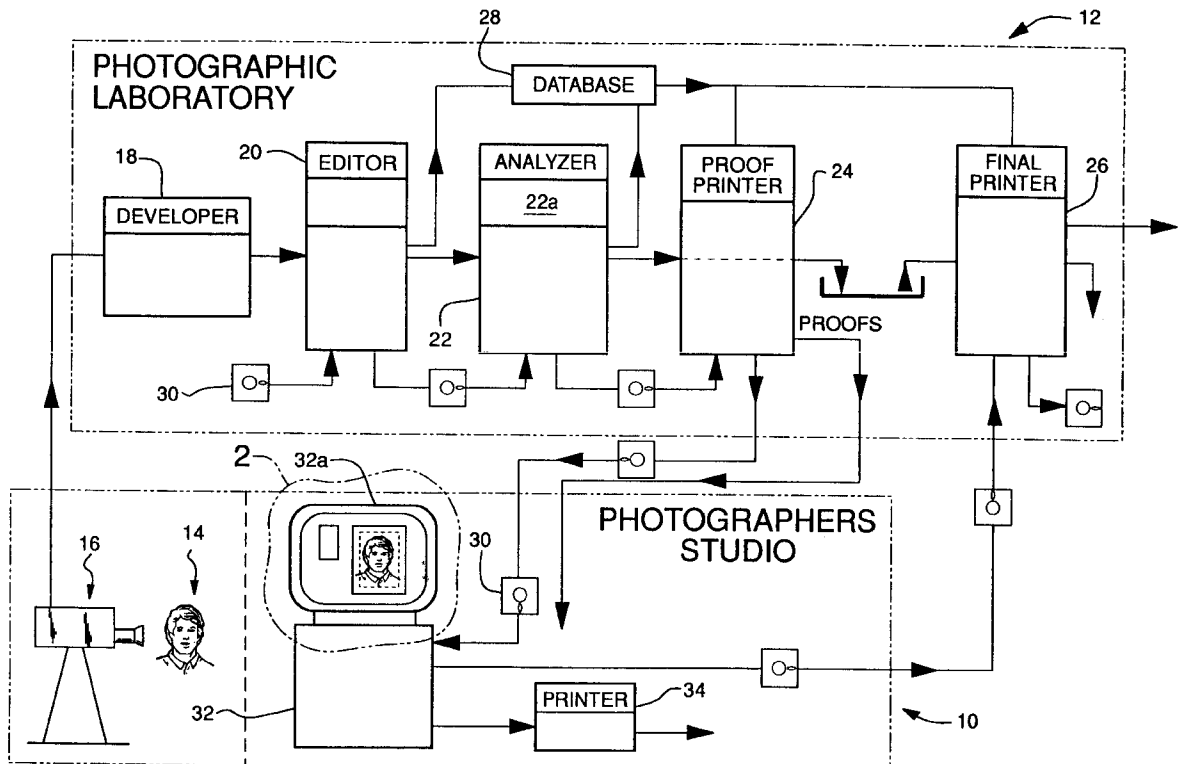 12
PHOTOGRAPHIC
LABORATORY
28
DATABASE
18
20
EDITOR
ANALYZER
PROOF
PRINTER
24
FINAL
PRINTER
26
DEVELOPER
22a
22
PROOFS
30
2
32a
PHOTOGRAPHERS
STUDIO
16
14
30
32
PRINTER
34
10